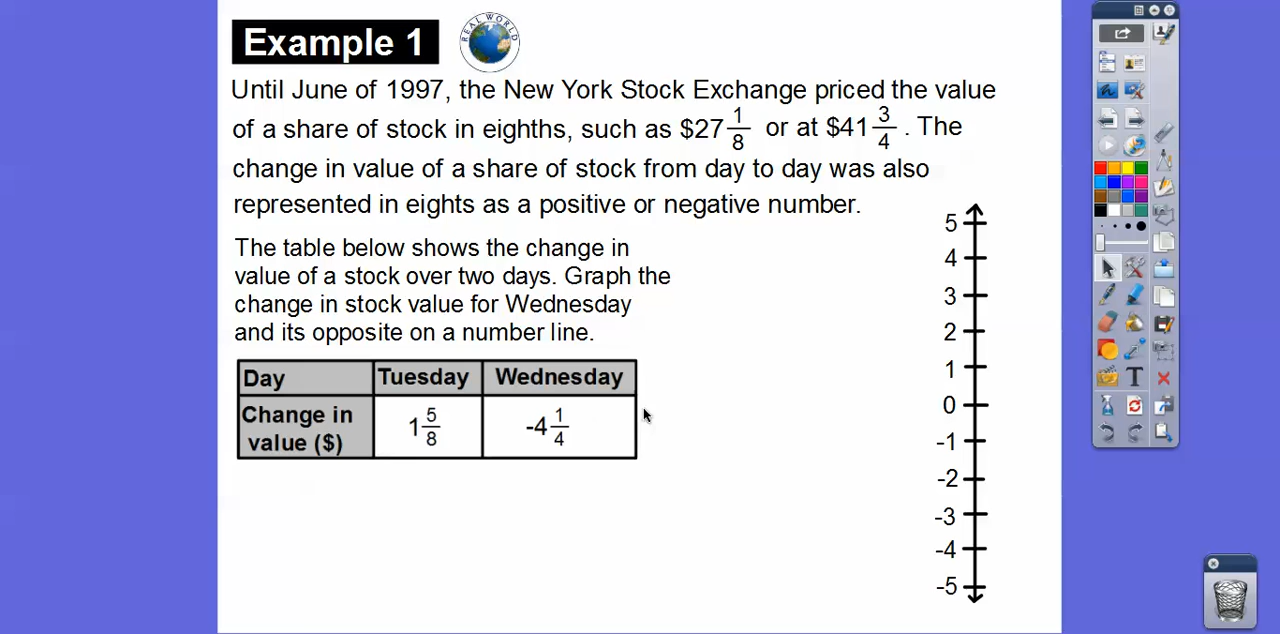 Example 1
REAL WORLD
Until June of 1997, the New York Stock Exchange priced the value
of a share of stock in eighths, such as $27 1/8 or at $41 3/4 . The
change in value of a share of stock from day to day was also
represented in eights as a positive or negative number.
The table below shows the change in
value of a stock over two days. Graph the
change in stock value for Wednesday
and its opposite on a number line.
Day Tuesday Wednesday
Change in value ($) 1 5/8 -4 1/4
5
4
3
2
1
0
-1
-2
-3
-4
-5
T